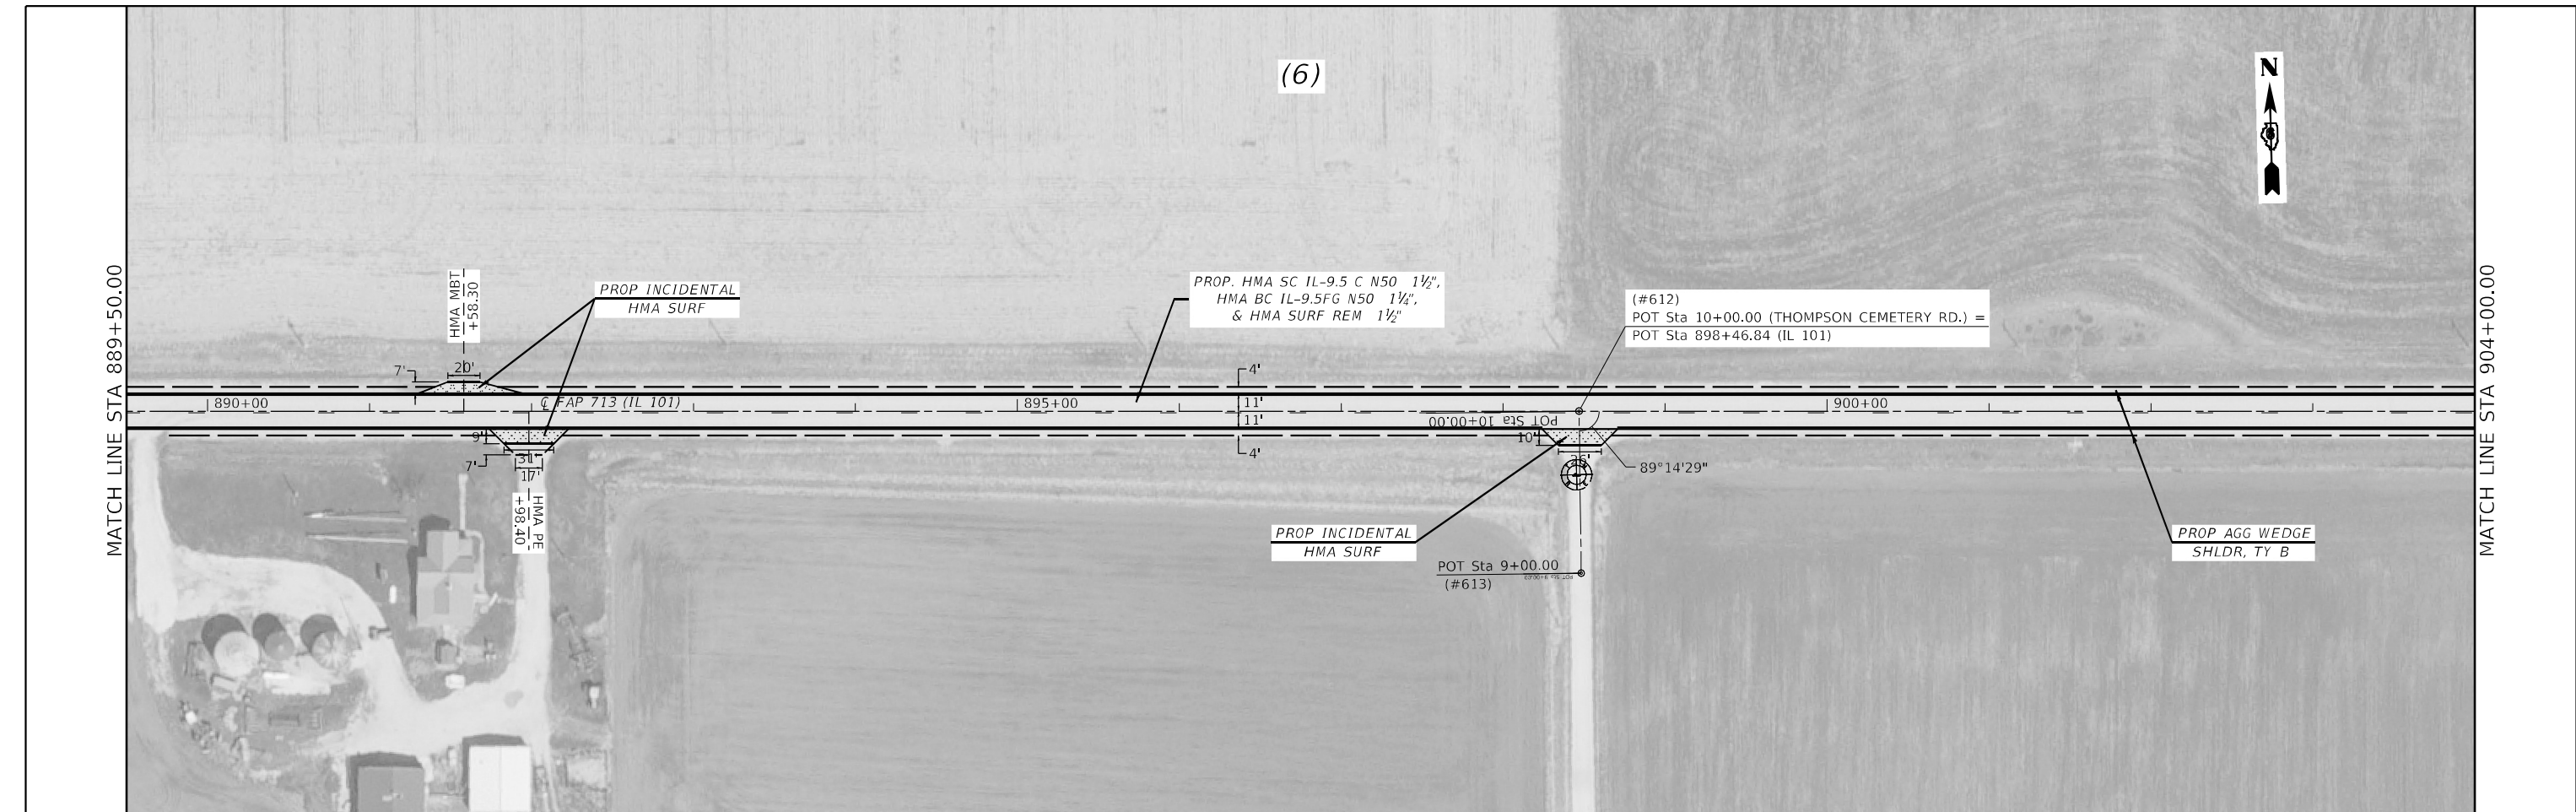 (6)
N
MATCH LINE STA 889+50.00
MATCH LINE STA 904+00.00
HMA MBT
+58.30
PROP INCIDENTAL
HMA SURF
PROP. HMA SC IL-9.5 C N50 1½",
HMA BC IL-9.5FG N50 1¼",
& HMA SURF REM 1½"
(#612)
POT Sta 10+00.00 (THOMPSON CEMETERY RD.) =
POT Sta 898+46.84 (IL 101)
7'
20'
4'
890+00
℄ FAP 713 (IL 101)
895+00
11'
900+00
11'
POT Sta 10+00.00
9'
10'
4'
31'
7'
17'
89°14'29"
HMA PE
+98.40
PROP INCIDENTAL
HMA SURF
PROP AGG WEDGE
SHLDR, TY B
POT Sta 9+00.00
POT Sta 9+00.00
(#613)